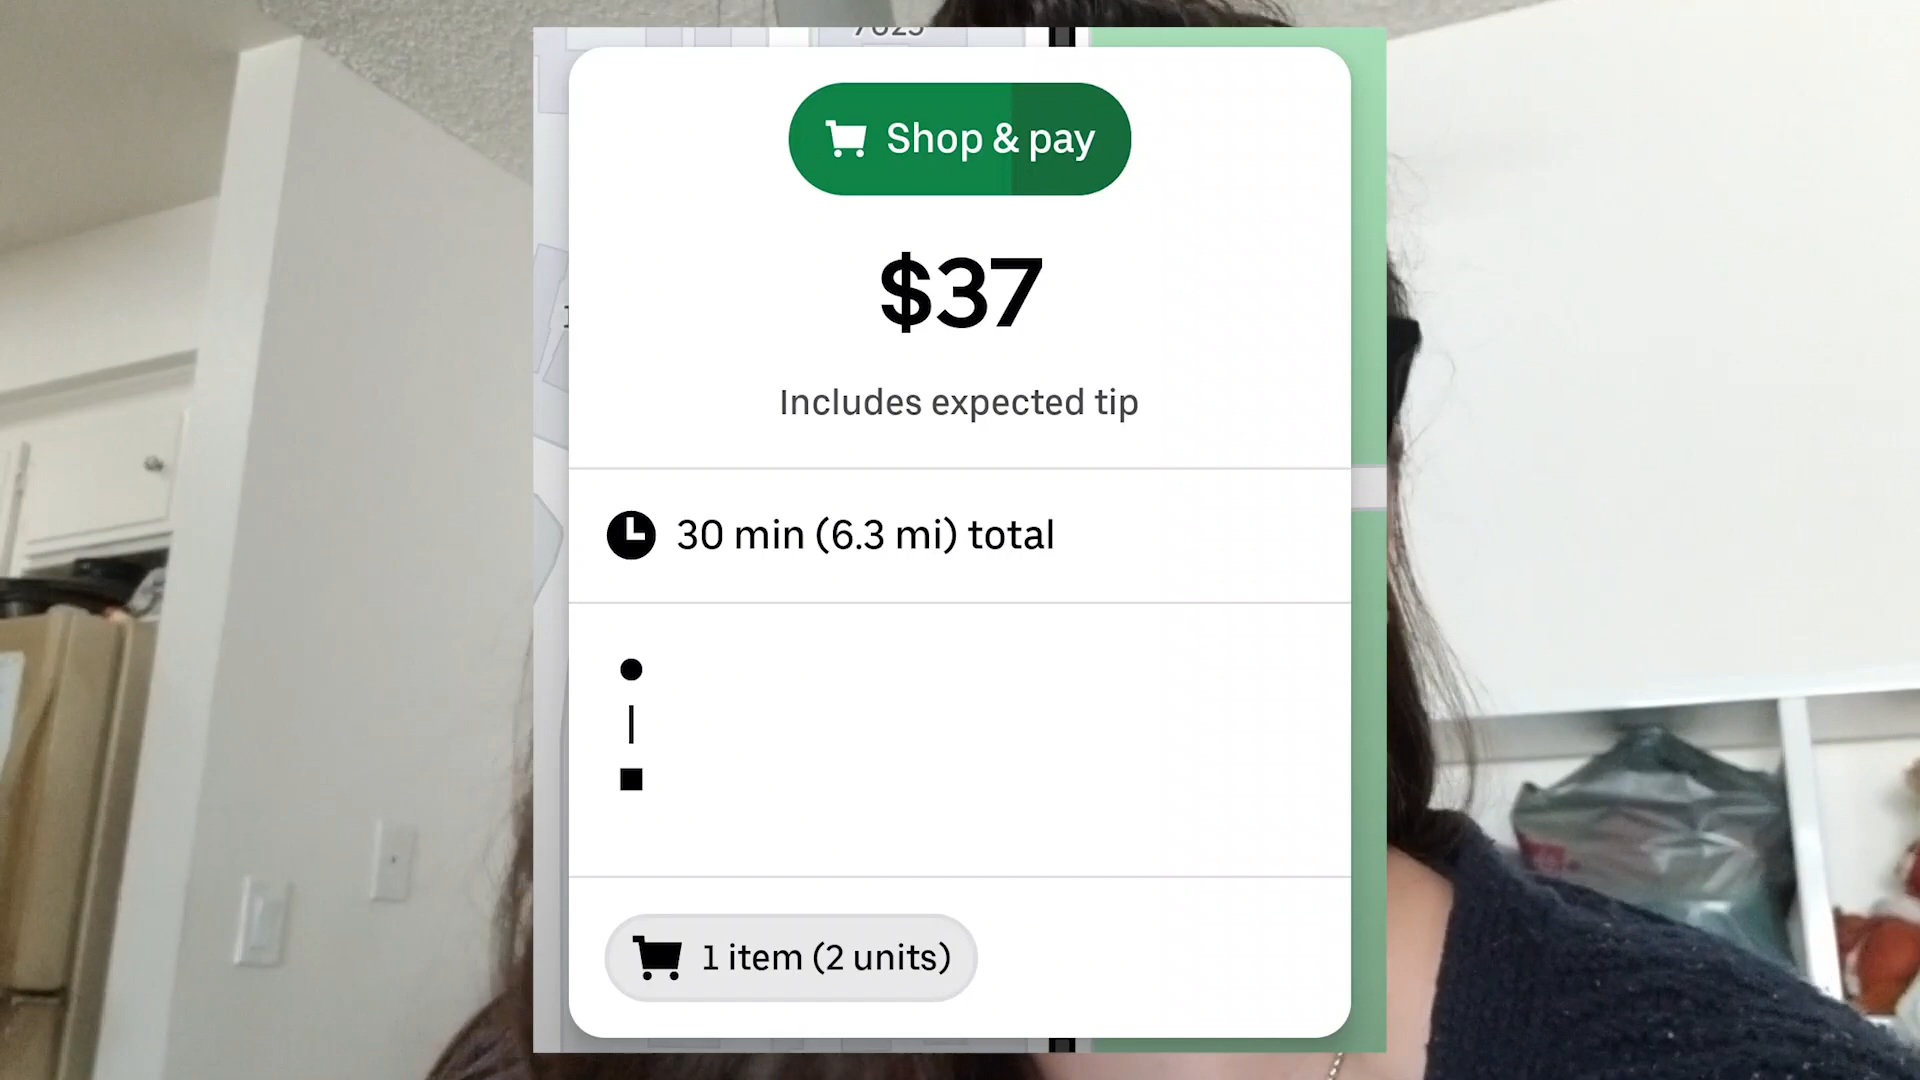 Shop & pay
$37
Includes expected tip
30 min (6.3 mi) total
1 item (2 units)